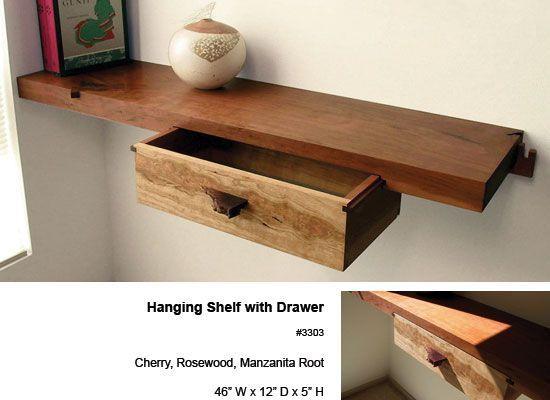 Hanging Shelf with Drawer
#3303
Cherry, Rosewood, Manzanita Root
46” W x 12” D x 5” H